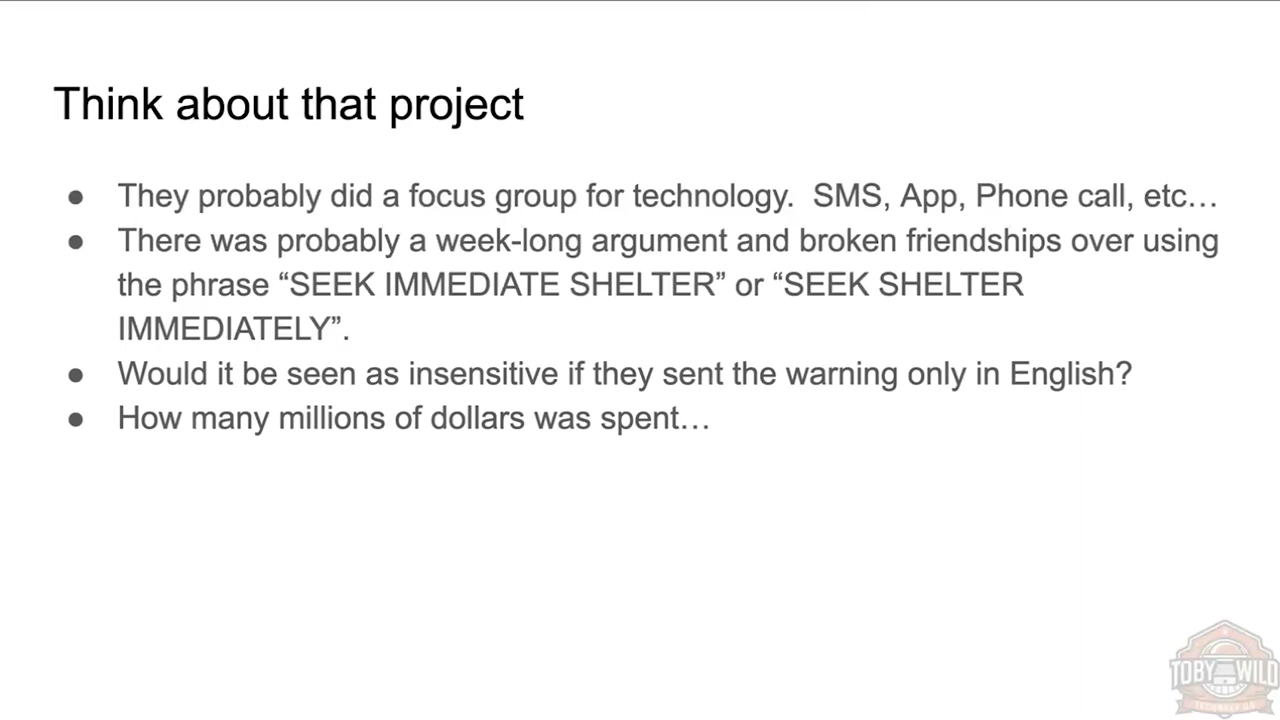 Think about that project
● They probably did a focus group for technology.  SMS, App, Phone call, etc…
● There was probably a week-long argument and broken friendships over using
the phrase “SEEK IMMEDIATE SHELTER” or “SEEK SHELTER
IMMEDIATELY”.
● Would it be seen as insensitive if they sent the warning only in English?
● How many millions of dollars was spent…
TOBY WILD